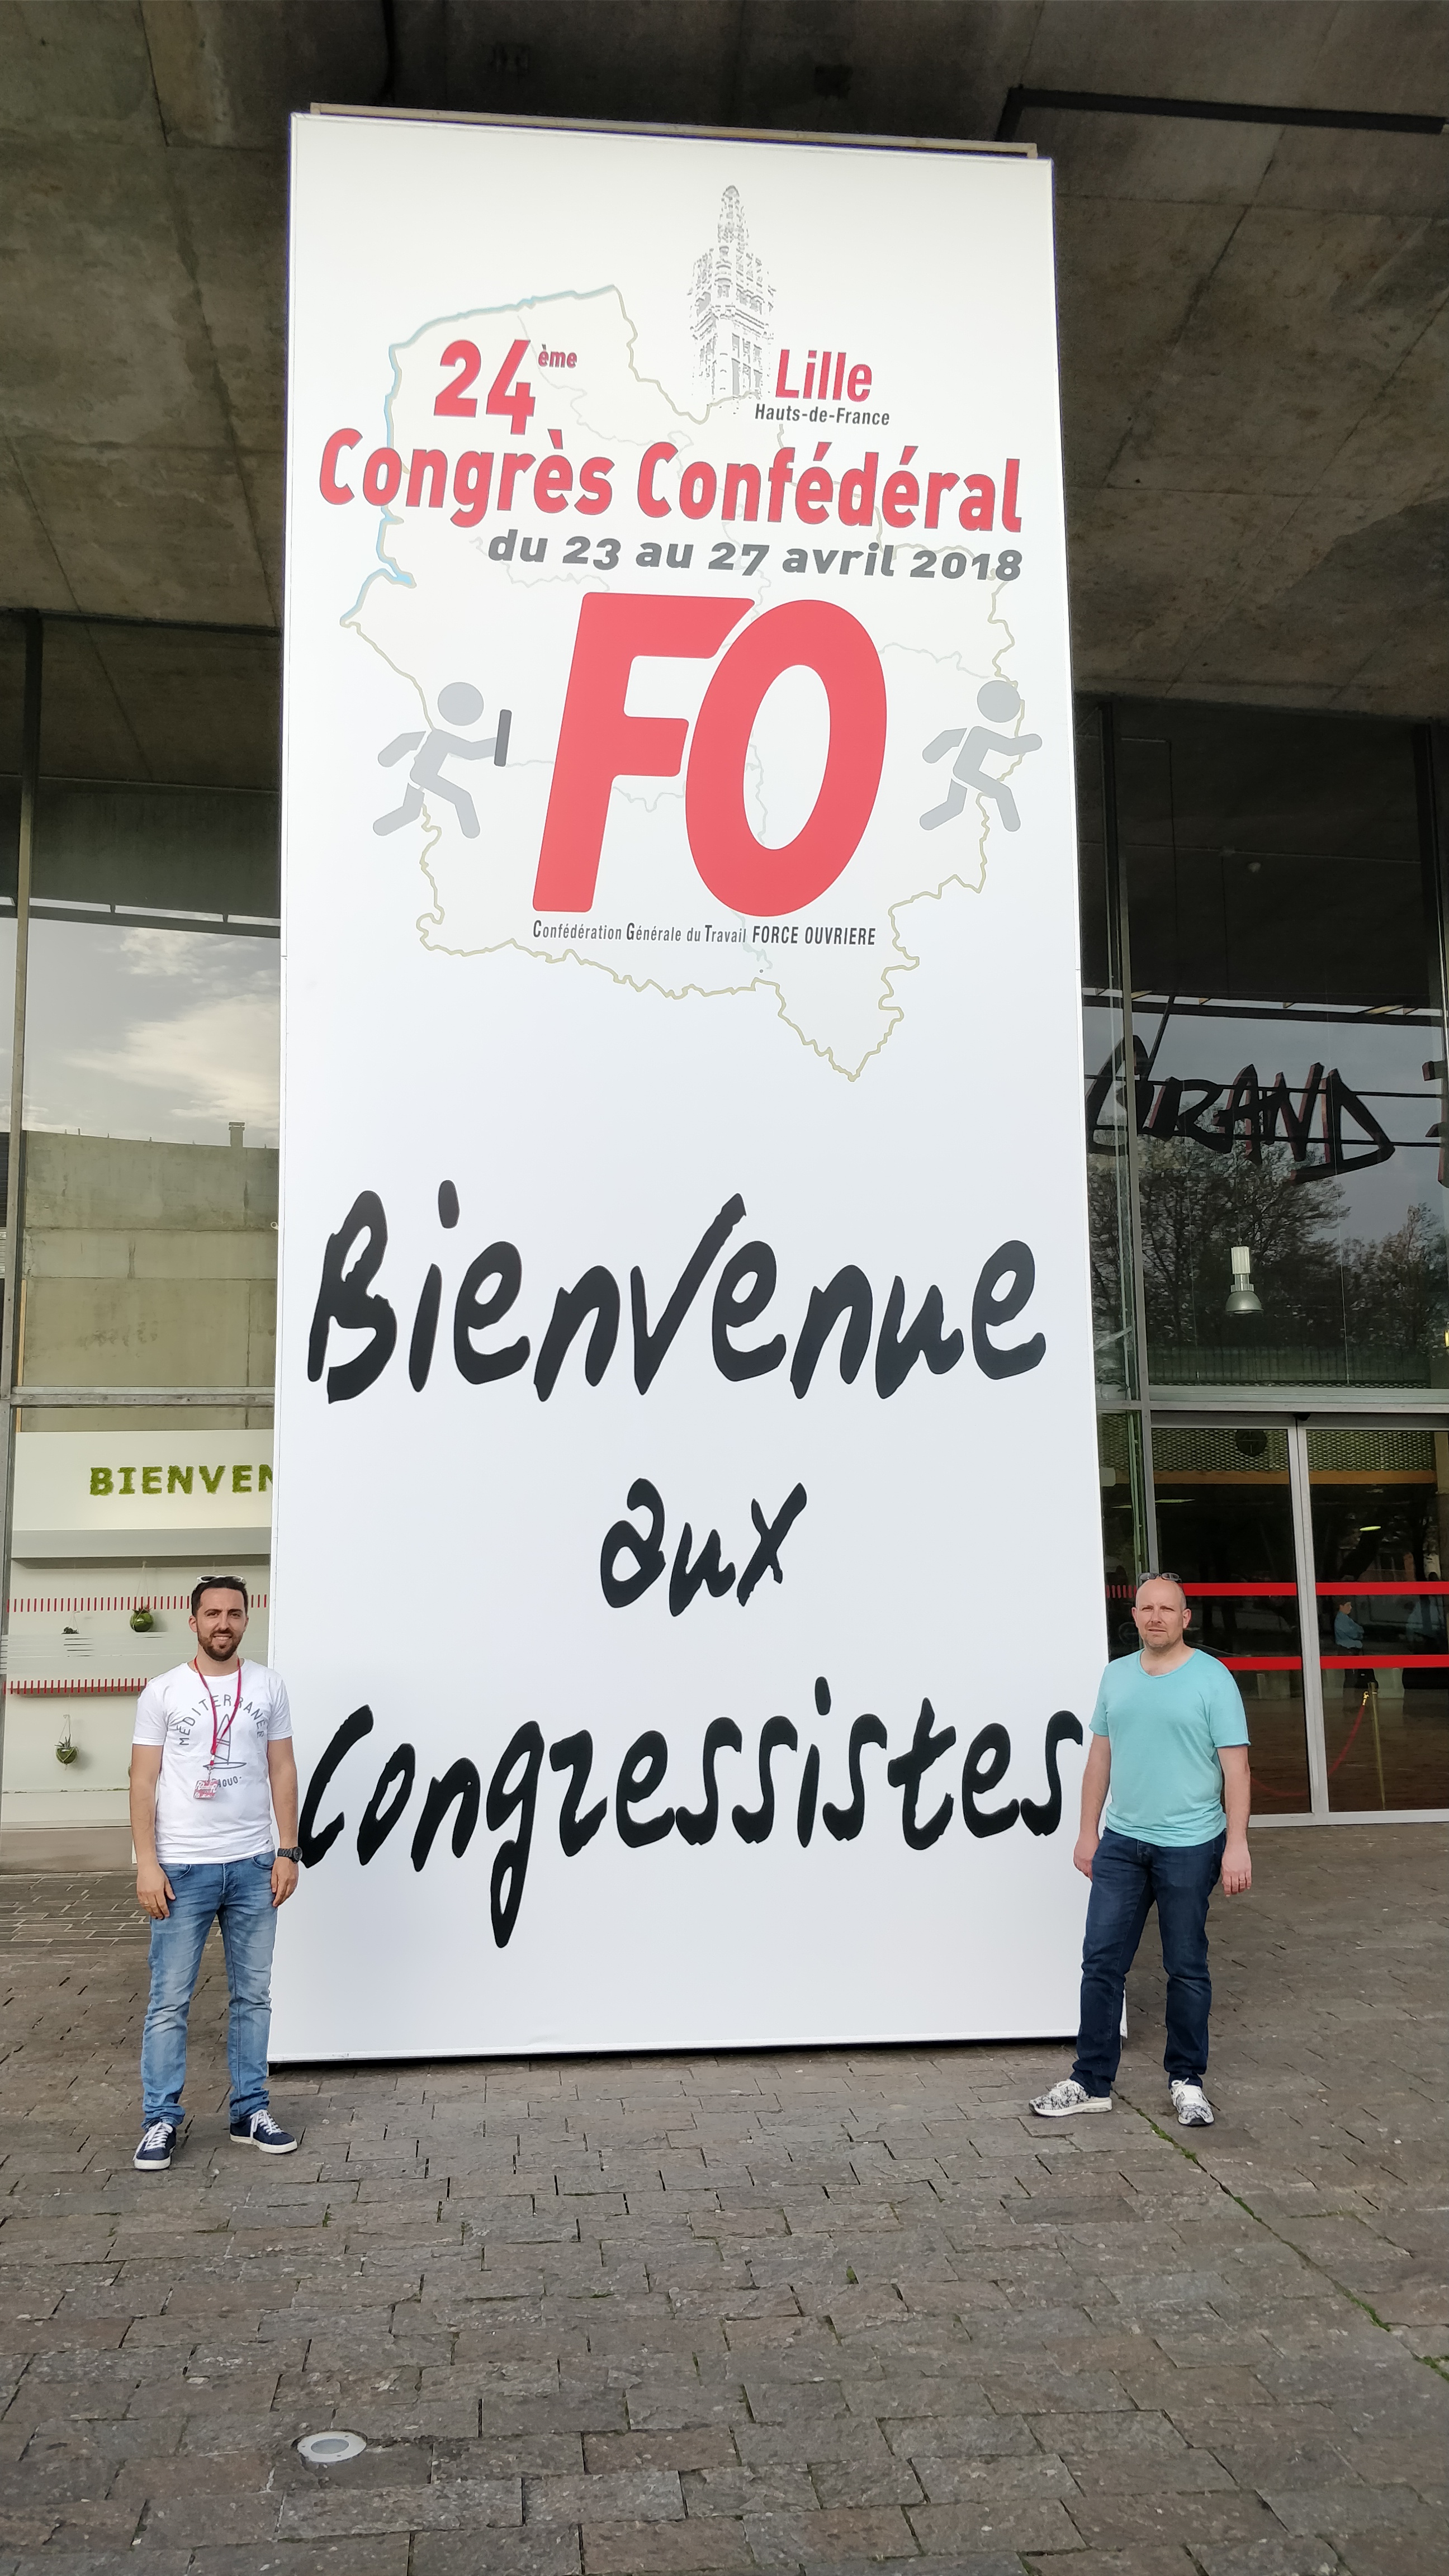 Lille
Hauts-de-France
24ème
Congrès Confédéral
du 23 au 27 avril 2018
FO
Confédération Générale du Travail FORCE OUVRIERE
GRAND
Bienvenue
aux
Congressistes
BIENVEN
MEDITERRANEE